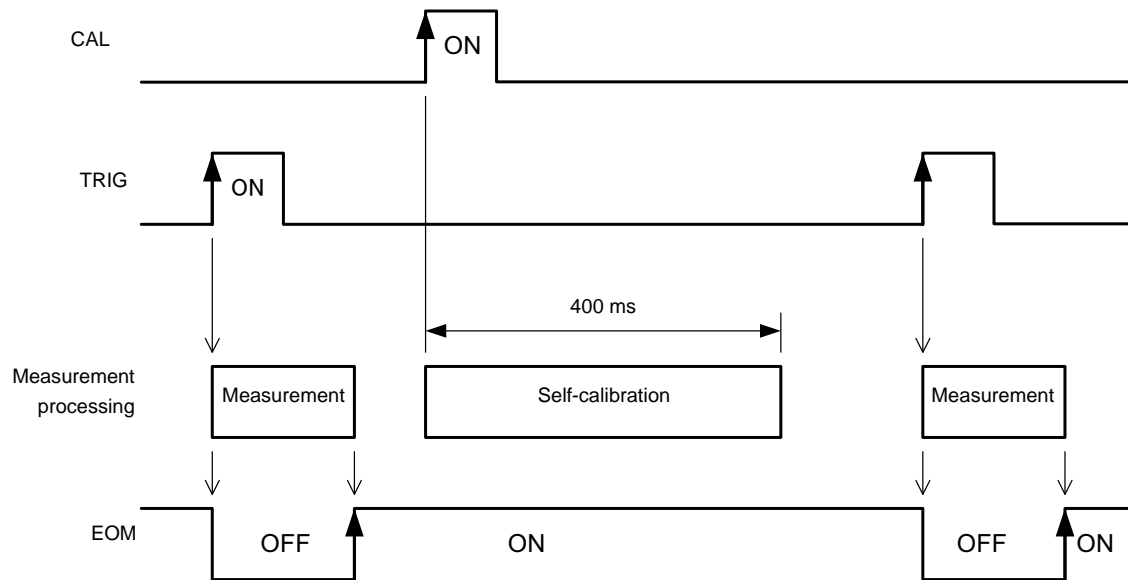 CAL
ON
TRIG
ON
400 ms
Measurement
processing
Measurement
Self-calibration
Measurement
EOM
OFF
ON
OFF
ON